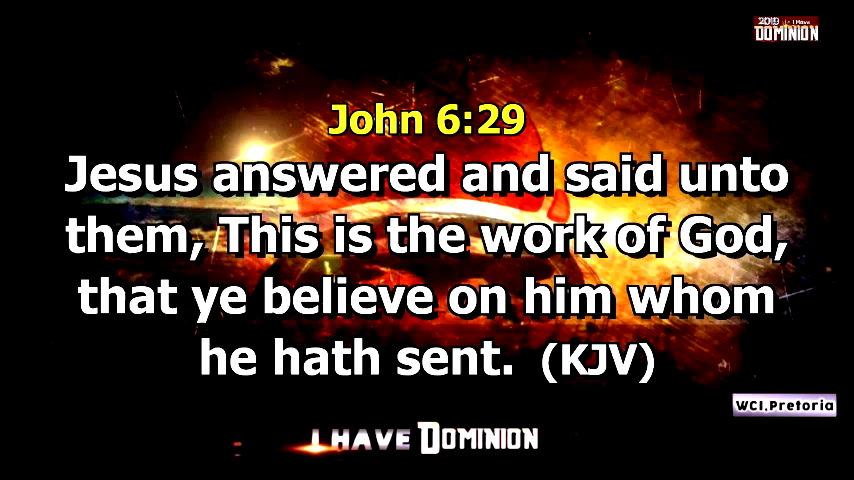 2019 I Have
DOMINION
John 6:29
Jesus answered and said unto
them, This is the work of God,
that ye believe on him whom
he hath sent. (KJV)
WCI.Pretoria
I HAVE DOMINION